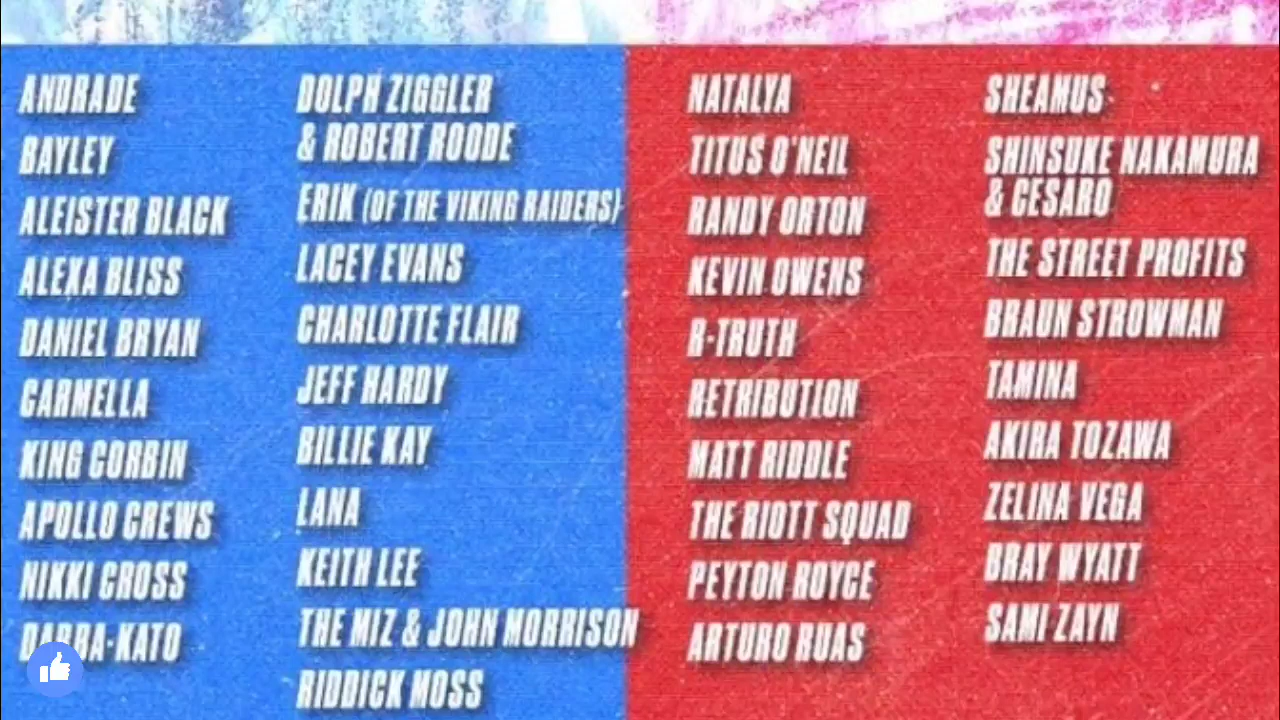 ANDRADE
BAYLEY
ALEISTER BLACK
ALEXA BLISS
DANIEL BRYAN
CARMELLA
KING CORBIN
APOLLO CREWS
NIKKI CROSS
DABBA-KATO
DOLPH ZIGGLER
& ROBERT ROODE
ERIK (OF THE VIKING RAIDERS)
LACEY EVANS
CHARLOTTE FLAIR
JEFF HARDY
BILLIE KAY
LANA
KEITH LEE
THE MIZ & JOHN MORRISON
RIDDICK MOSS
NATALYA
TITUS O'NEIL
RANDY ORTON
KEVIN OWENS
R-TRUTH
RETRIBUTION
MATT RIDDLE
THE RIOTT SQUAD
PEYTON ROYCE
ARTURO RUAS
SHEAMUS
SHINSUKE NAKAMURA
& CESARO
THE STREET PROFITS
BRAUN STROWMAN
TAMINA
AKIRA TOZAWA
ZELINA VEGA
BRAY WYATT
SAMI ZAYN